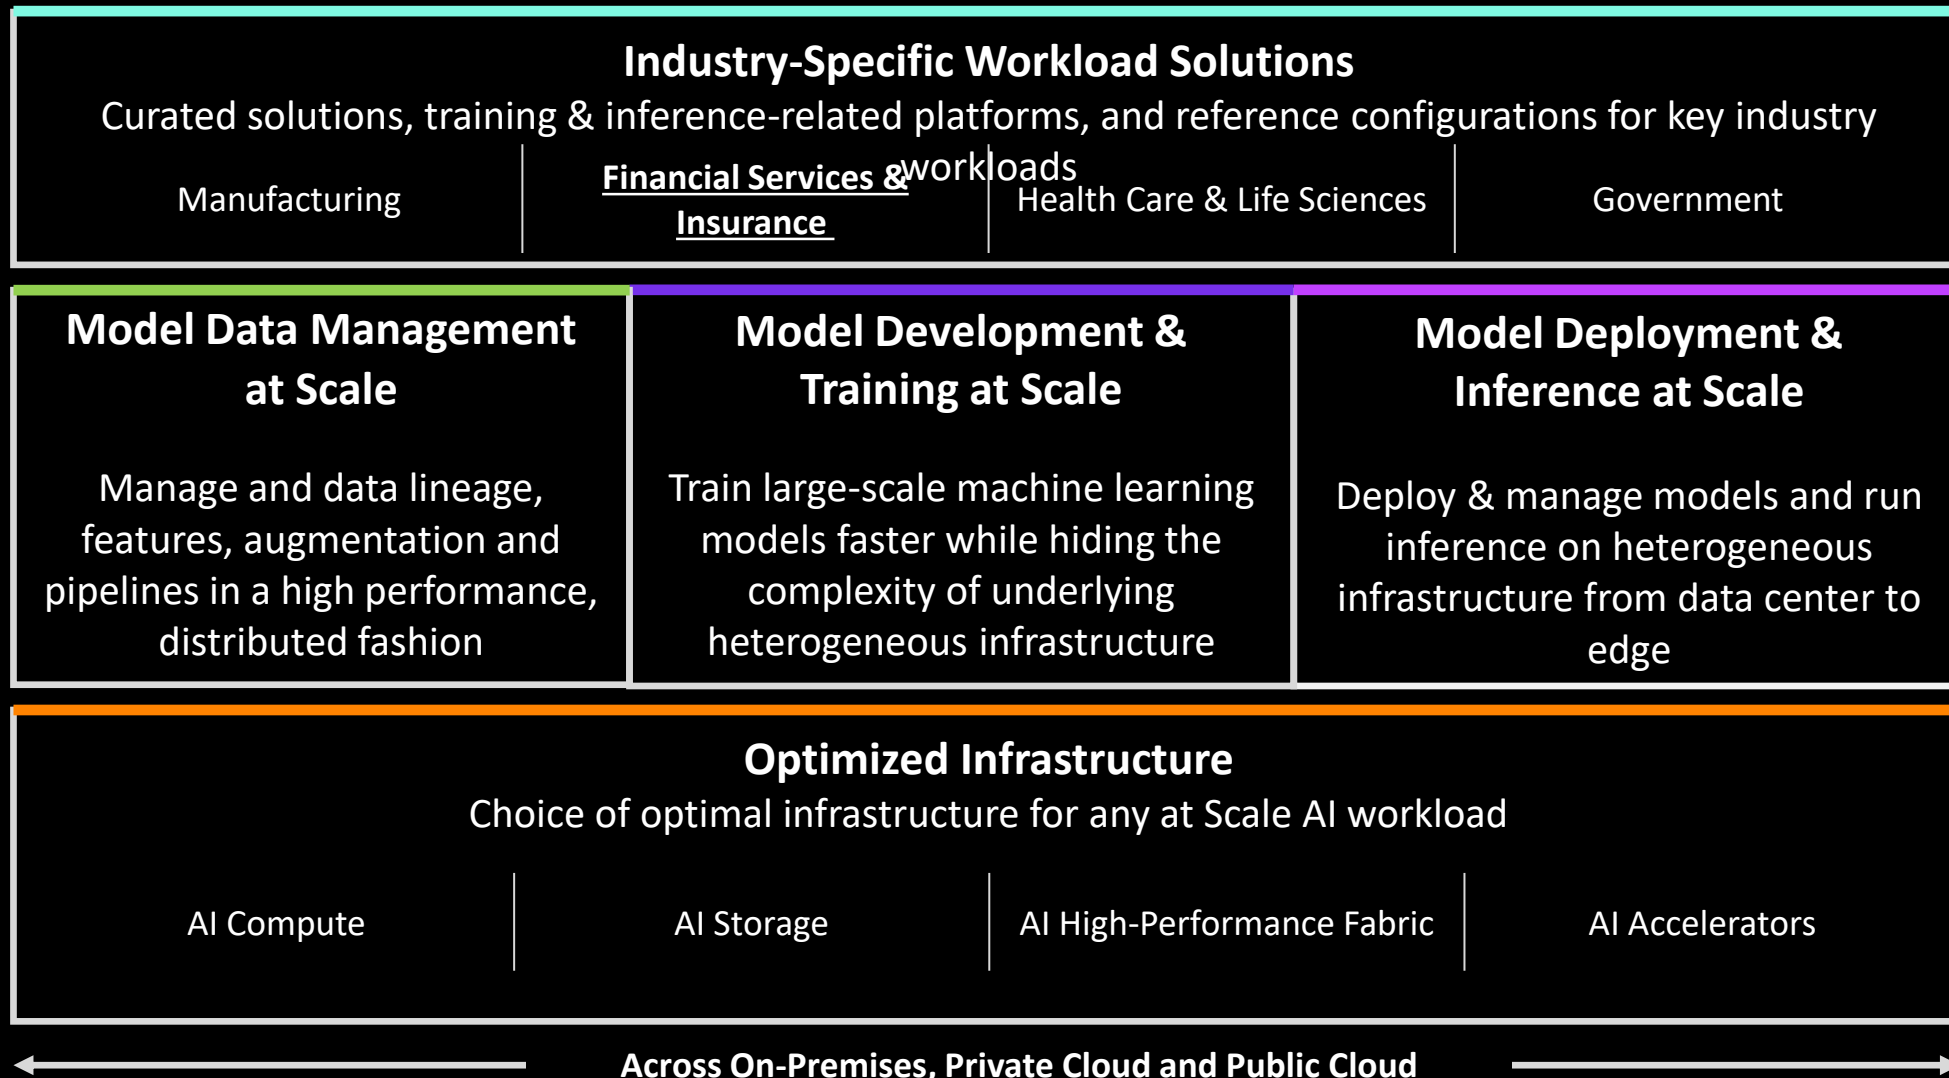 Industry-Specific Workload Solutions
Curated solutions, training & inference-related platforms, and reference configurations for key industry
workloads
Manufacturing
Financial Services &
Insurance
Health Care & Life Sciences
Government
Model Data Management
at Scale
Manage and data lineage,
features, augmentation and
pipelines in a high performance,
distributed fashion
Model Development &
Training at Scale
Train large-scale machine learning
models faster while hiding the
complexity of underlying
heterogeneous infrastructure
Model Deployment &
Inference at Scale
Deploy & manage models and run
inference on heterogeneous
infrastructure from data center to
edge
Optimized Infrastructure
Choice of optimal infrastructure for any at Scale AI workload
AI Compute
AI Storage
AI High-Performance Fabric
AI Accelerators
Across On-Premises, Private Cloud and Public Cloud